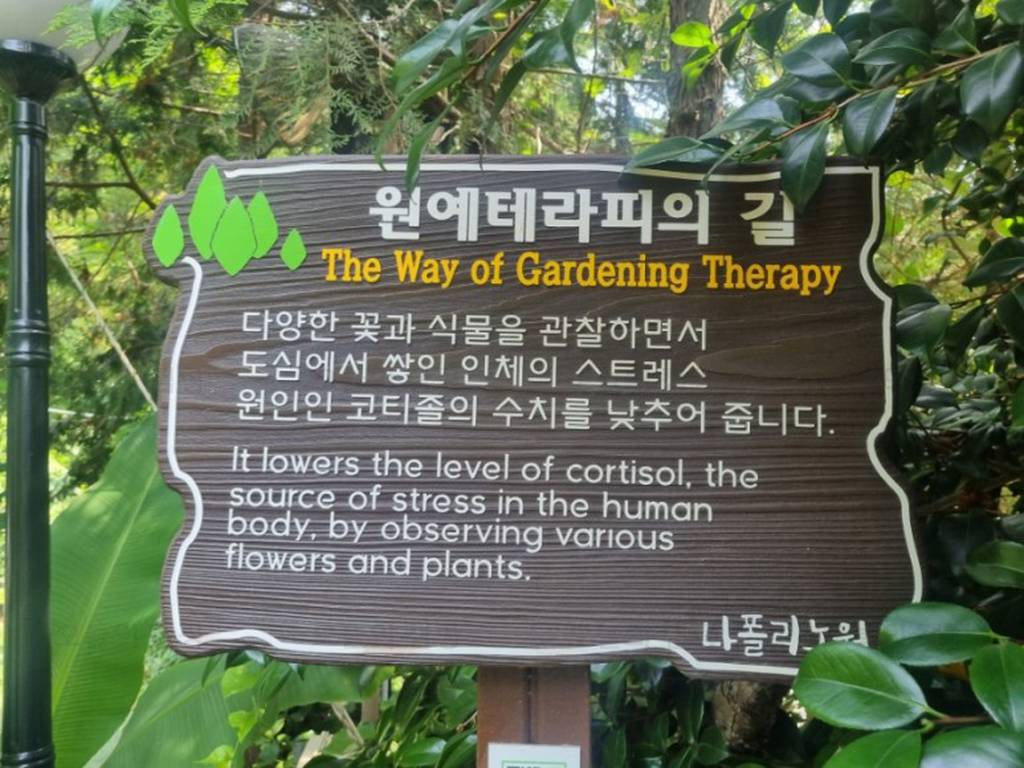 원예테라피의 길
The Way of Gardening Therapy
다양한 꽃과 식물을 관찰하면서
도심에서 쌓인 인체의 스트레스
원인인 코티졸의 수치를 낮추어 줍니다.
It lowers the level of cortisol, the
source of stress in the human
body, by observing various
flowers and plants.
나폴리